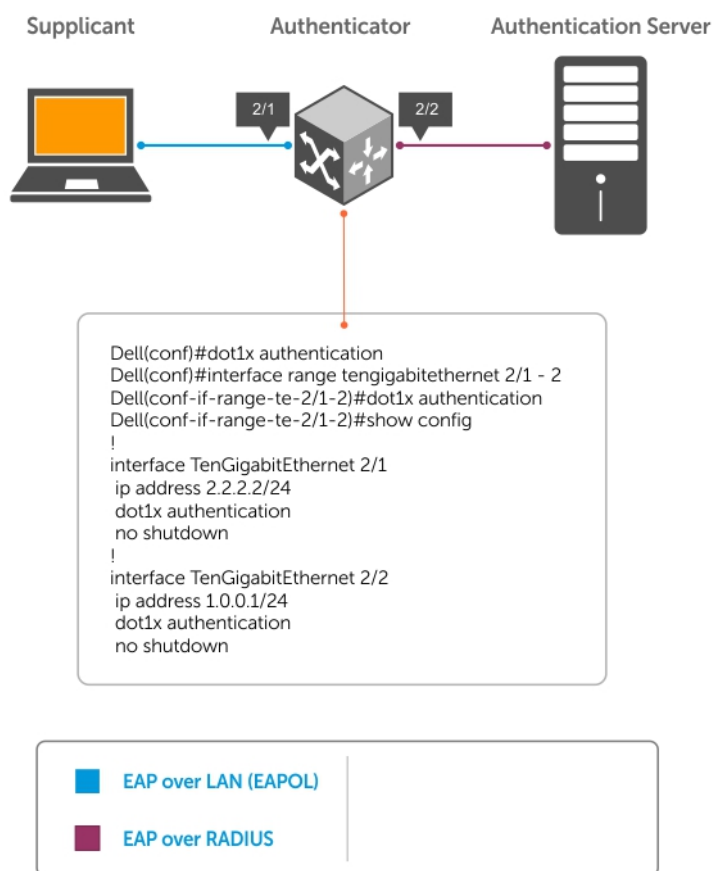 Supplicant
Authenticator
Authentication Server
2/1
2/2
Dell(conf)#dot1x authentication
Dell(conf)#interface range tengigabitethernet 2/1 - 2
Dell(conf-if-range-te-2/1-2)#dot1x authentication
Dell(conf-if-range-te-2/1-2)#show config
!
interface TenGigabitEthernet 2/1
ip address 2.2.2.2/24
dot1x authentication
no shutdown
!
interface TenGigabitEthernet 2/2
ip address 1.0.0.1/24
dot1x authentication
no shutdown
EAP over LAN (EAPOL)
EAP over RADIUS